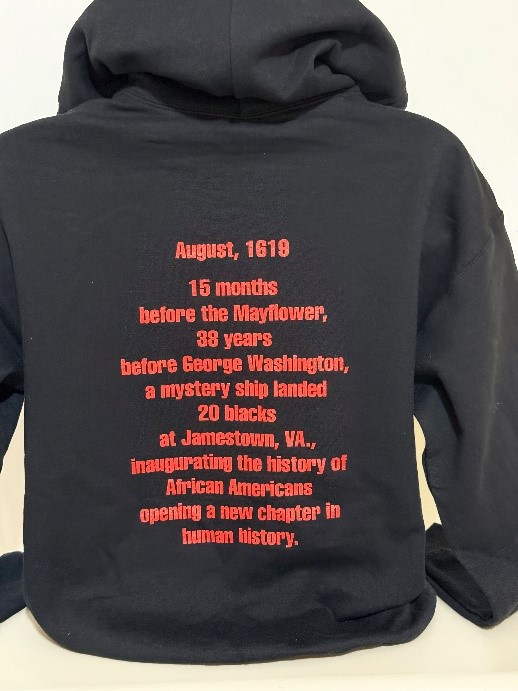 August, 1619
15 months
before the Mayflower,
38 years
before George Washington,
a mystery ship landed
20 blacks
at Jamestown, VA.,
inaugurating the history of
African Americans
opening a new chapter in
human history.